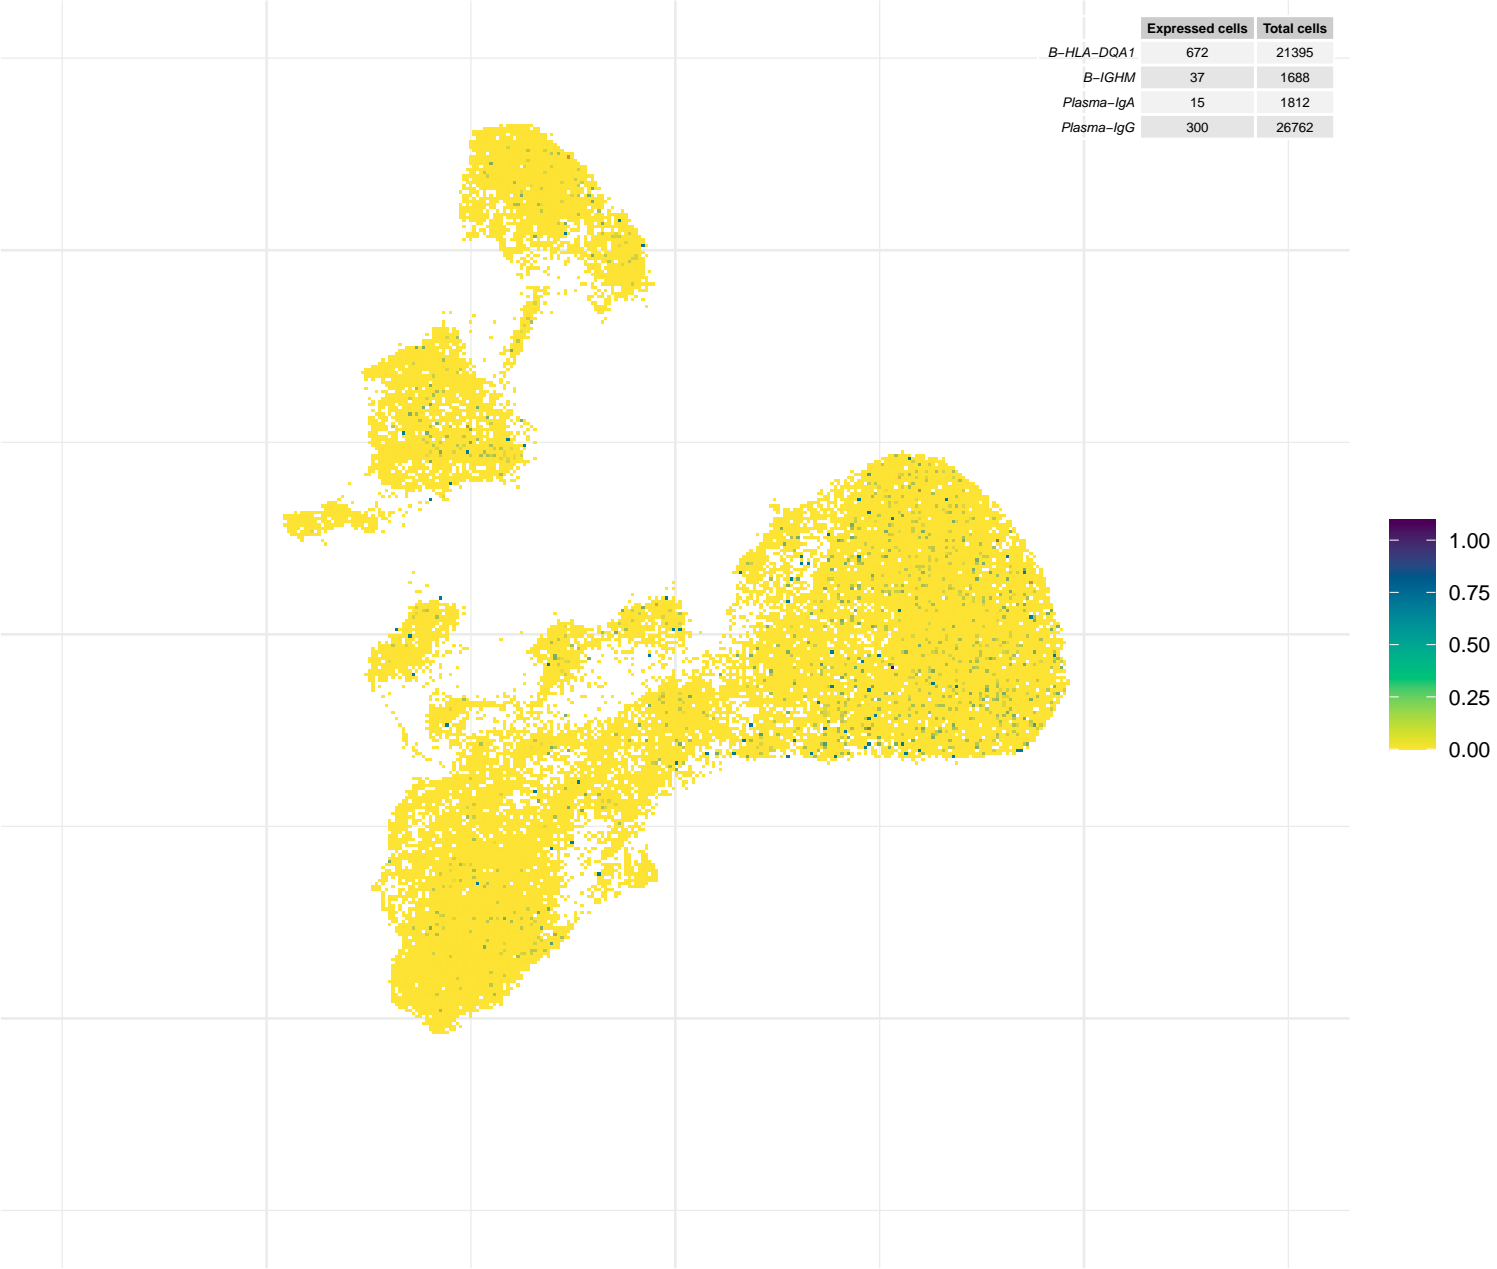 Expressed cells Total cells
B−HLA−DQA1 672 21395
B−IGHM 37 1688
Plasma−IgA 15 1812
Plasma−IgG 300 26762
1.00
0.75
0.50
0.25
0.00